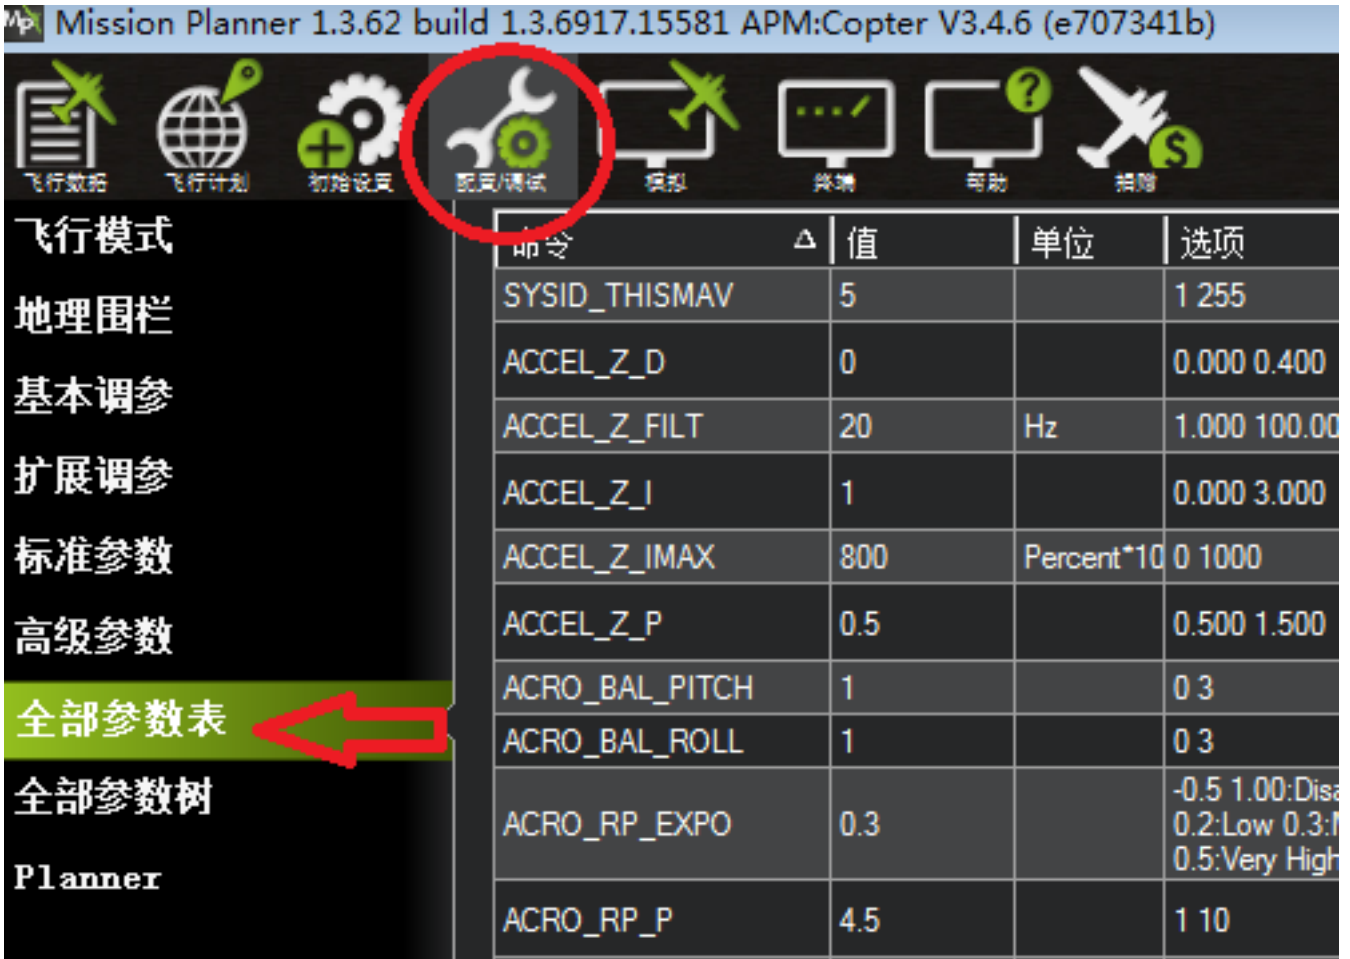 Mission Planner 1.3.62 build 1.3.6917.15581 APM:Copter V3.4.6 (e707341b)
飞行数据 飞行计划 初始设置 配置/调试 模拟 终端 帮助 捐赠
飞行模式
地理围栏
基本调参
扩展调参
标准参数
高级参数
全部参数表
全部参数树
Planner
命令 值 单位 选项
SYSID_THISMAV 5 1 255
ACCEL_Z_D 0 0.000 0.400
ACCEL_Z_FILT 20 Hz 1.000 100.00
ACCEL_Z_I 1 0.000 3.000
ACCEL_Z_IMAX 800 Percent*10 0 1000
ACCEL_Z_P 0.5 0.500 1.500
ACRO_BAL_PITCH 1 0 3
ACRO_BAL_ROLL 1 0 3
-0.5 1.00:Disa
ACRO_RP_EXPO 0.3 0.2:Low 0.3:
0.5:Very High
ACRO_RP_P 4.5 1 10